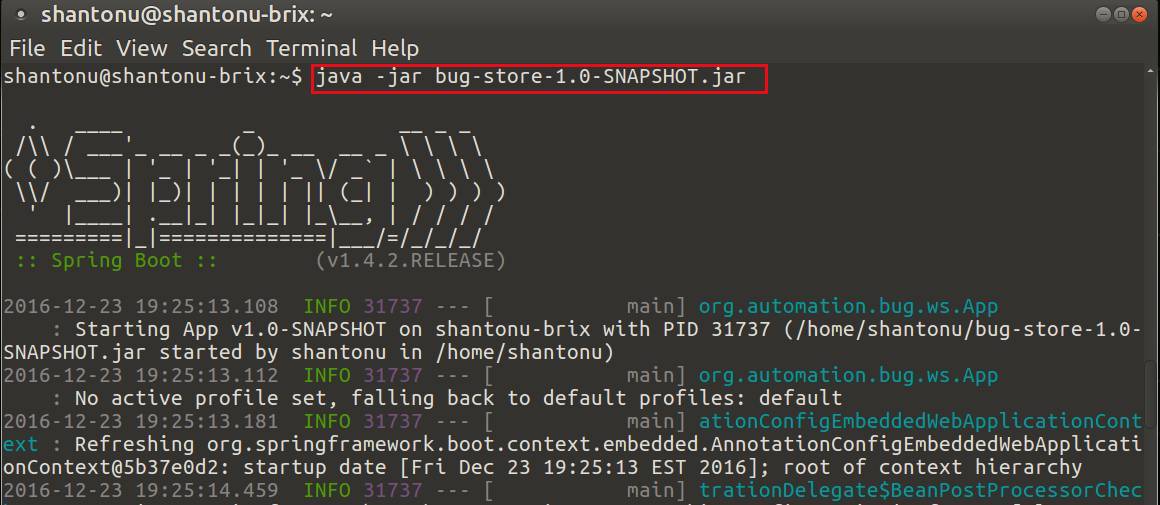 shantonu@shantonu-brix: ~
File Edit View Search Terminal Help
shantonu@shantonu-brix:~$ java -jar bug-store-1.0-SNAPSHOT.jar
  .   ____          _            __ _ _
 /\\ / ___'_ __ _ _(_)_ __  __ _ \ \ \ \
( ( )\___ | '_ | '_| | '_ \/ _` | \ \ \ \
 \\/  ___)| |_)| | | | | || (_| |  ) ) ) )
  '  |____| .__|_| |_|_| |_\__, | / / / /
 =========|_|==============|___/=/_/_/_/
 :: Spring Boot ::        (v1.4.2.RELEASE)
2016-12-23 19:25:13.108  INFO 31737 --- [           main] org.automation.bug.ws.App
    : Starting App v1.0-SNAPSHOT on shantonu-brix with PID 31737 (/home/shantonu/bug-store-1.0-
SNAPSHOT.jar started by shantonu in /home/shantonu)
2016-12-23 19:25:13.112  INFO 31737 --- [           main] org.automation.bug.ws.App
    : No active profile set, falling back to default profiles: default
2016-12-23 19:25:13.181  INFO 31737 --- [           main] ationConfigEmbeddedWebApplicationCont
ext : Refreshing org.springframework.boot.context.embedded.AnnotationConfigEmbeddedWebApplicati
onContext@5b37e0d2: startup date [Fri Dec 23 19:25:13 EST 2016]; root of context hierarchy
2016-12-23 19:25:14.459  INFO 31737 --- [           main] trationDelegate$BeanPostProcessorChec